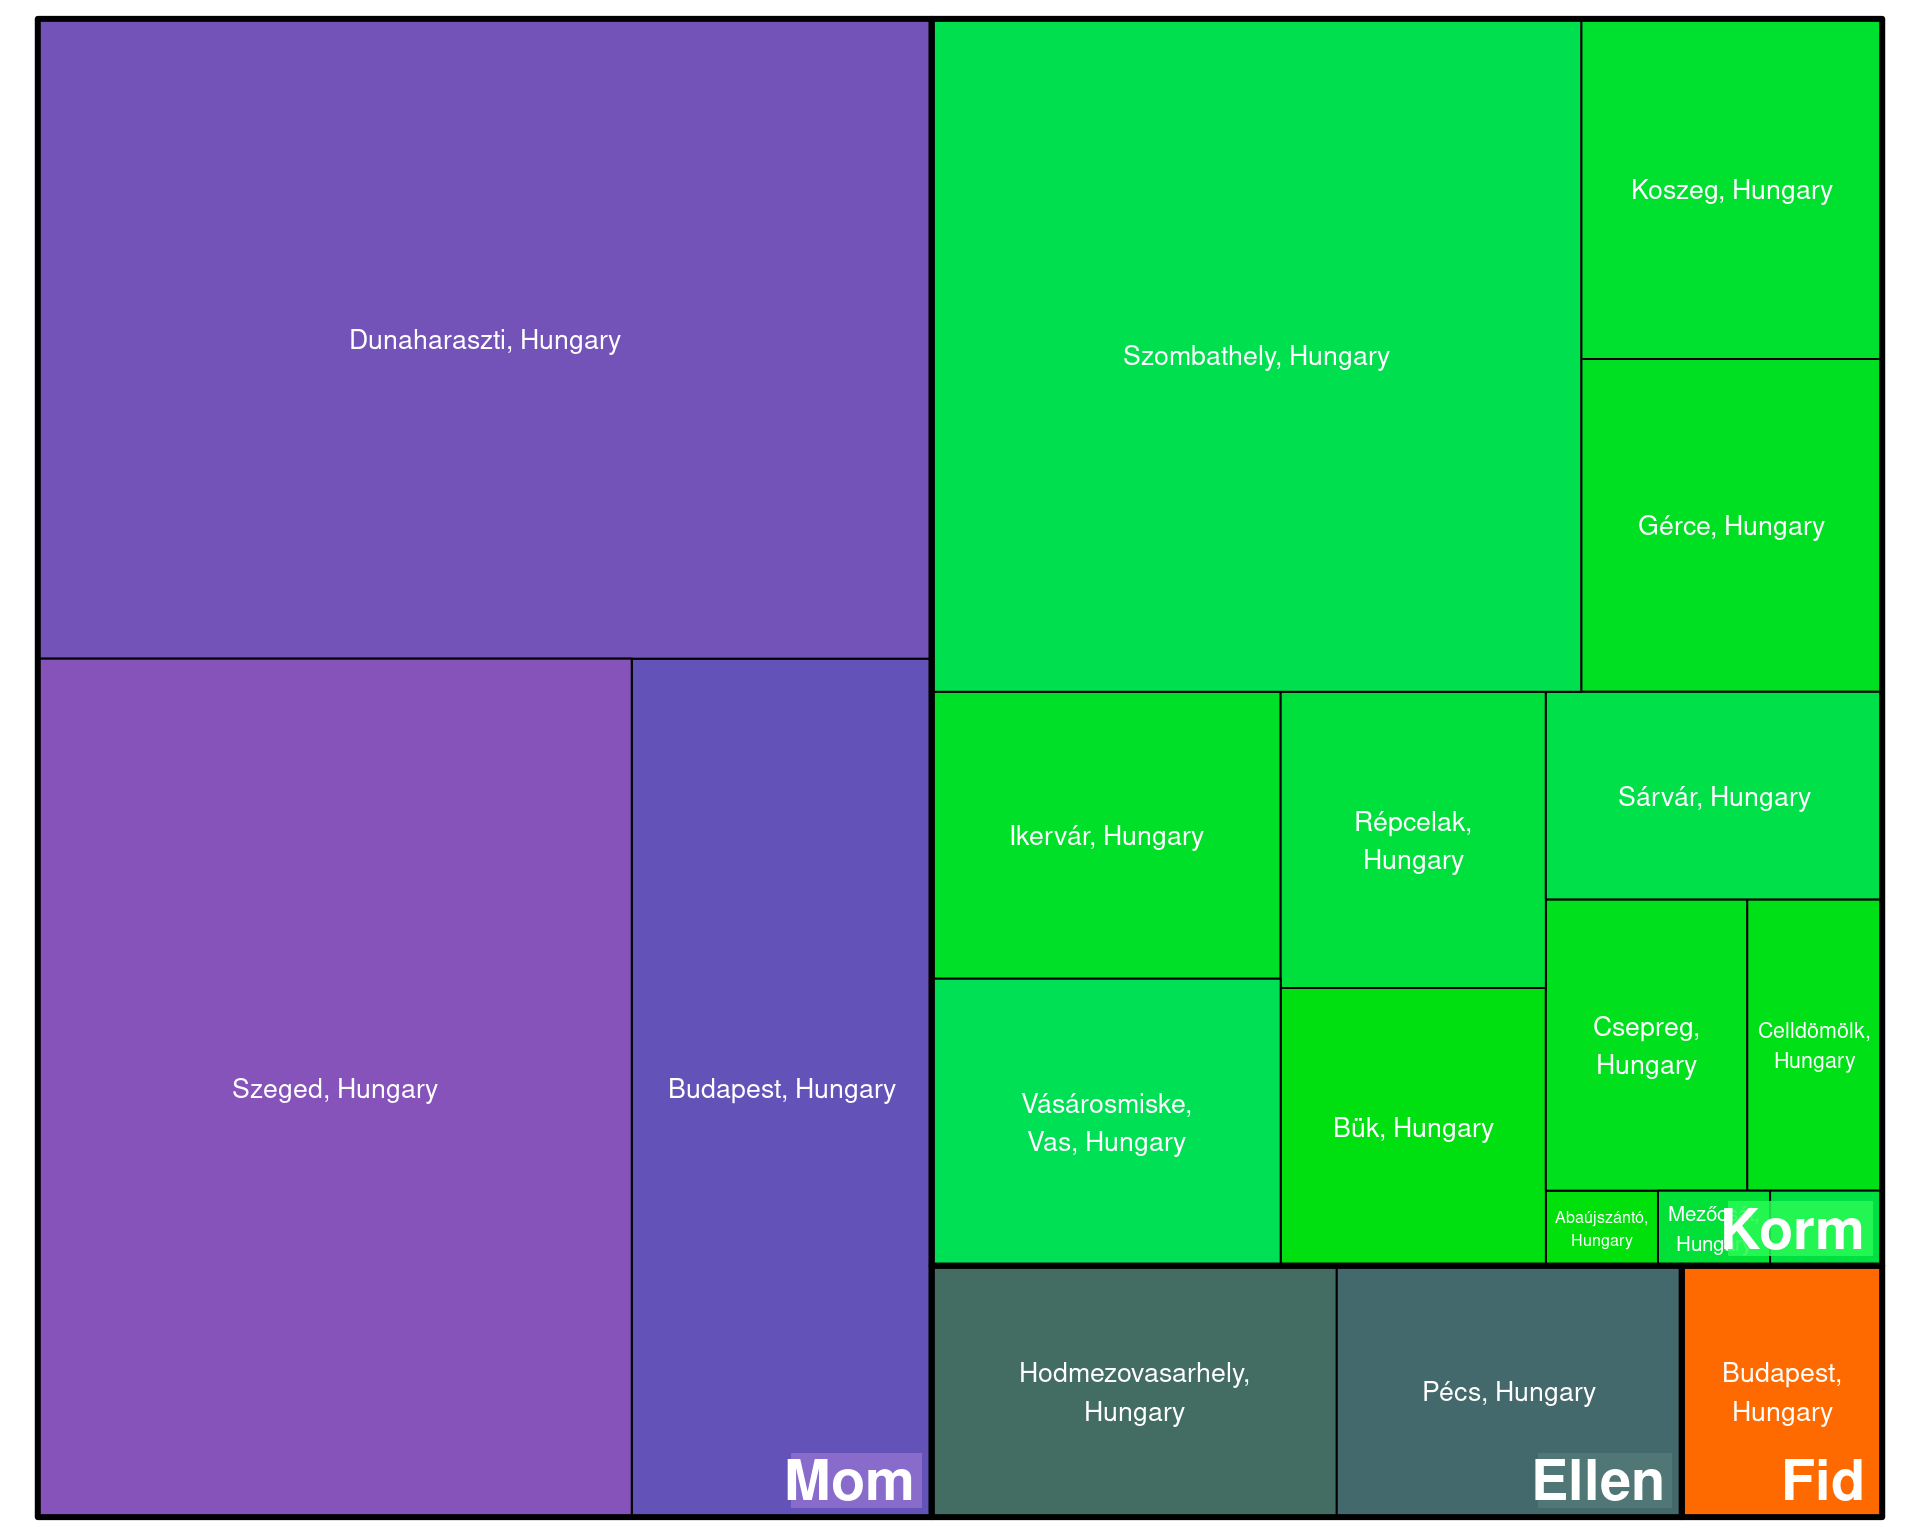 Dunaharaszti, Hungary
Szeged, Hungary
Budapest, Hungary
Mom
Szombathely, Hungary
Koszeg, Hungary
Gérce, Hungary
Ikervár, Hungary
Répcelak,
Hungary
Sárvár, Hungary
Vásárosmiske,
Vas, Hungary
Bük, Hungary
Csepreg,
Hungary
Celldömölk,
Hungary
Abaújszántó,
Hungary
Hungary
Korm
Hodmezovasarhely,
Hungary
Pécs, Hungary
Ellen
Budapest,
Hungary
Fid